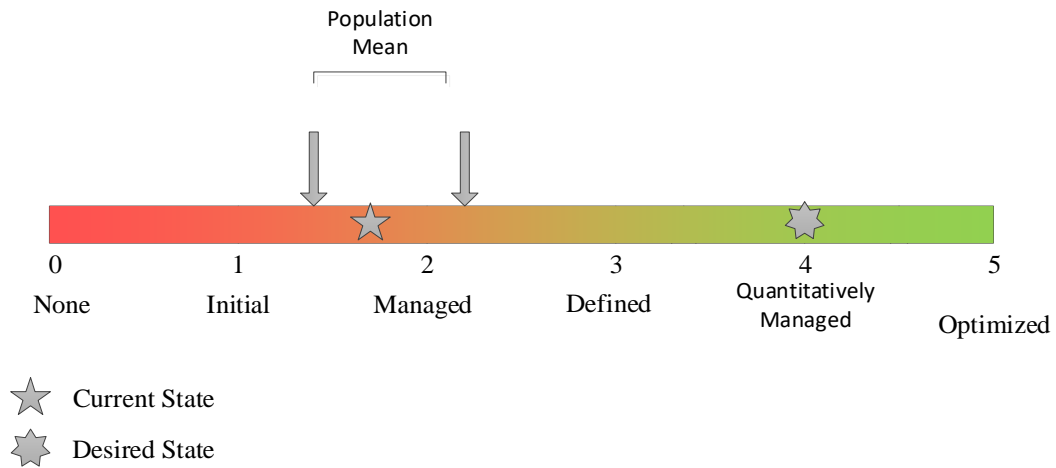 Population
Mean
0 1 2 3 4 5
None Initial Managed Defined Quantitatively
Managed
Optimized
Current State
Desired State